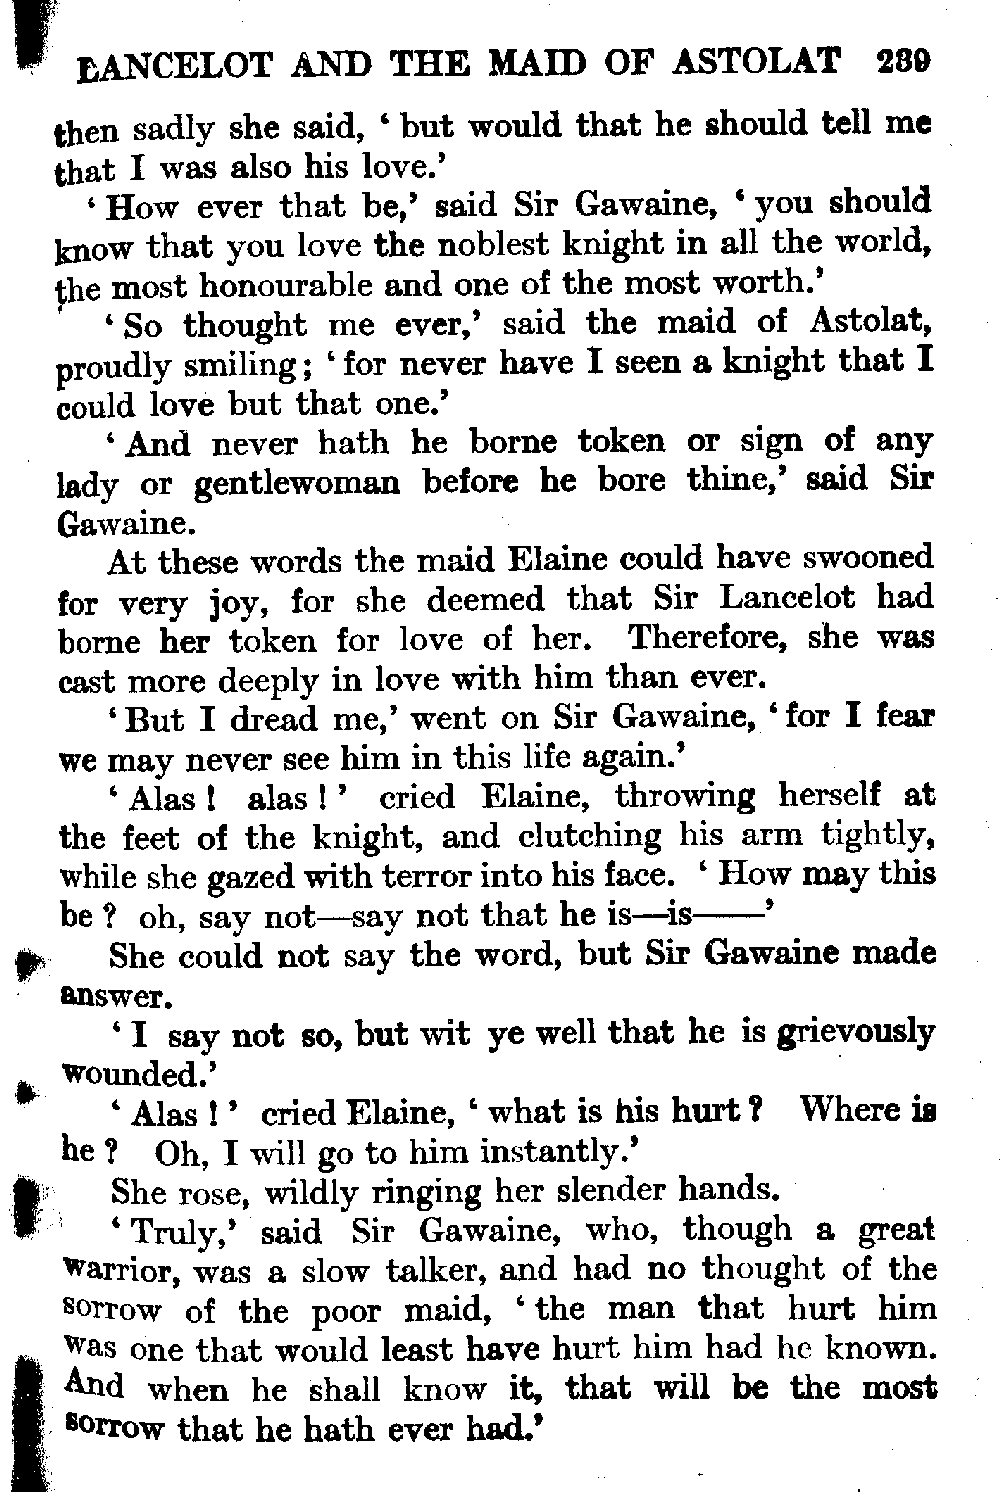 LANCELOT AND THE MAID OF ASTOLAT 239
then sadly she said, ‘ but would that he should tell me
that I was also his love.’
‘ How ever that be,’ said Sir Gawaine, ‘ you should
know that you love the noblest knight in all the world,
the most honourable and one of the most worth.’
‘ So thought me ever,’ said the maid of Astolat,
proudly smiling ; ‘ for never have I seen a knight that I
could love but that one.’
‘ And never hath he borne token or sign of any
lady or gentlewoman before he bore thine,’ said Sir
Gawaine.
At these words the maid Elaine could have swooned
for very joy, for she deemed that Sir Lancelot had
borne her token for love of her. Therefore, she was
cast more deeply in love with him than ever.
‘ But I dread me,’ went on Sir Gawaine, ‘ for I fear
we may never see him in this life again.’
‘ Alas ! alas ! ’ cried Elaine, throwing herself at
the feet of the knight, and clutching his arm tightly,
while she gazed with terror into his face. ‘ How may this
be ? oh, say not—say not that he is—is——’
She could not say the word, but Sir Gawaine made
answer.
‘ I say not so, but wit ye well that he is grievously
wounded.’
‘ Alas ! ’ cried Elaine, ‘ what is his hurt ? Where is
he ? Oh, I will go to him instantly.’
She rose, wildly ringing her slender hands.
‘ Truly,’ said Sir Gawaine, who, though a great
warrior, was a slow talker, and had no thought of the
sorrow of the poor maid, ‘ the man that hurt him
was one that would least have hurt him had he known.
And when he shall know it, that will be the most
sorrow that he hath ever had.’